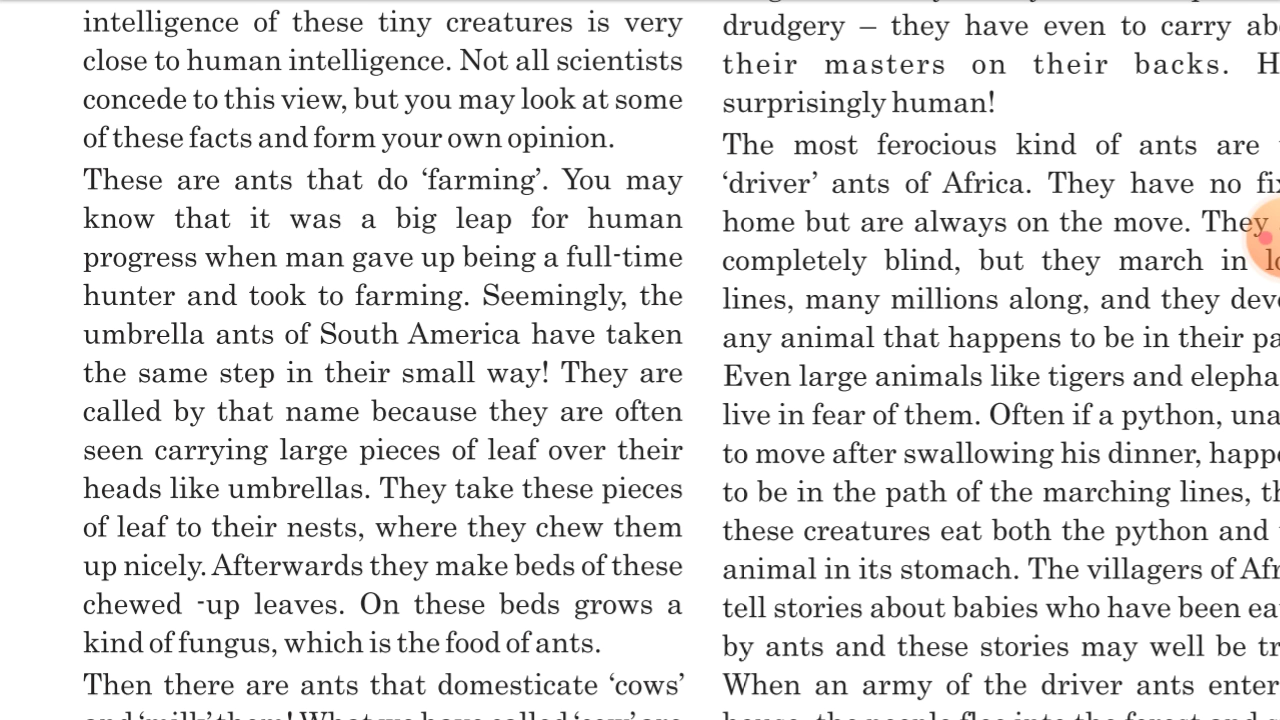 intelligence of these tiny creatures is very
close to human intelligence. Not all scientists
concede to this view, but you may look at some
of these facts and form your own opinion.
These are ants that do ‘farming’. You may
know that it was a big leap for human
progress when man gave up being a full-time
hunter and took to farming. Seemingly, the
umbrella ants of South America have taken
the same step in their small way! They are
called by that name because they are often
seen carrying large pieces of leaf over their
heads like umbrellas. They take these pieces
of leaf to their nests, where they chew them
up nicely. Afterwards they make beds of these
chewed -up leaves. On these beds grows a
kind of fungus, which is the food of ants.
Then there are ants that domesticate ‘cows’
and ‘milk’ them! What we have called ‘cow’ are
drudgery – they have even to carry
their masters on their backs.
surprisingly human!
The most ferocious kind of ants are
‘driver’ ants of Africa. They have no
home but are always on the move. They
completely blind, but they march in
lines, many millions along, and they
any animal that happens to be in their
Even large animals like tigers and
live in fear of them. Often if a python,
to move after swallowing his dinner,
to be in the path of the marching lines,
these creatures eat both the python and
animal in its stomach. The villagers of
tell stories about babies who have been
by ants and these stories may well be
When an army of the driver ants
house, the people flee into the forest and